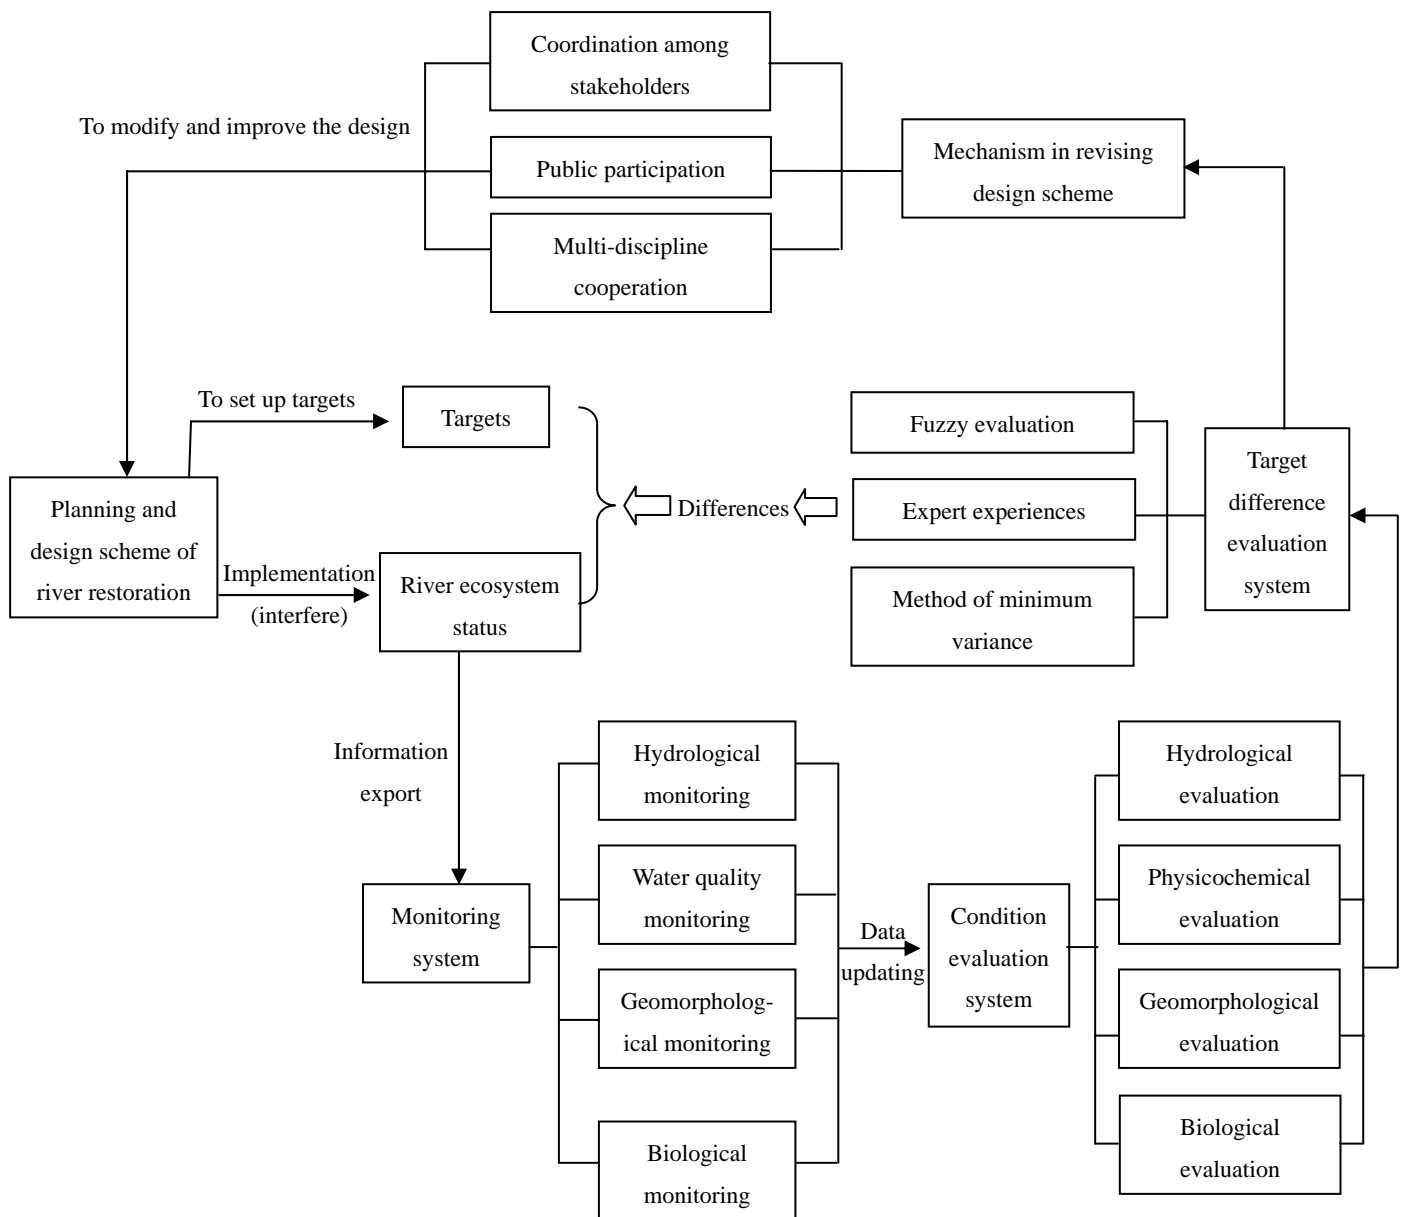 Coordination among
stakeholders
To modify and improve the design
Public participation
Mechanism in revising
design scheme
Multi-discipline
cooperation
To set up targets
Targets
Fuzzy evaluation
Target
difference
evaluation
system
Planning and
design scheme of
river restoration
Differences
Expert experiences
Implementation
(interfere)
River ecosystem
status
Method of minimum
variance
Information
export
Hydrological
monitoring
Hydrological
evaluation
Water quality
monitoring
Physicochemical
evaluation
Monitoring
system
Data
updating
Condition
evaluation
system
Geomorpholog-
ical monitoring
Geomorphological
evaluation
Biological
monitoring
Biological
evaluation